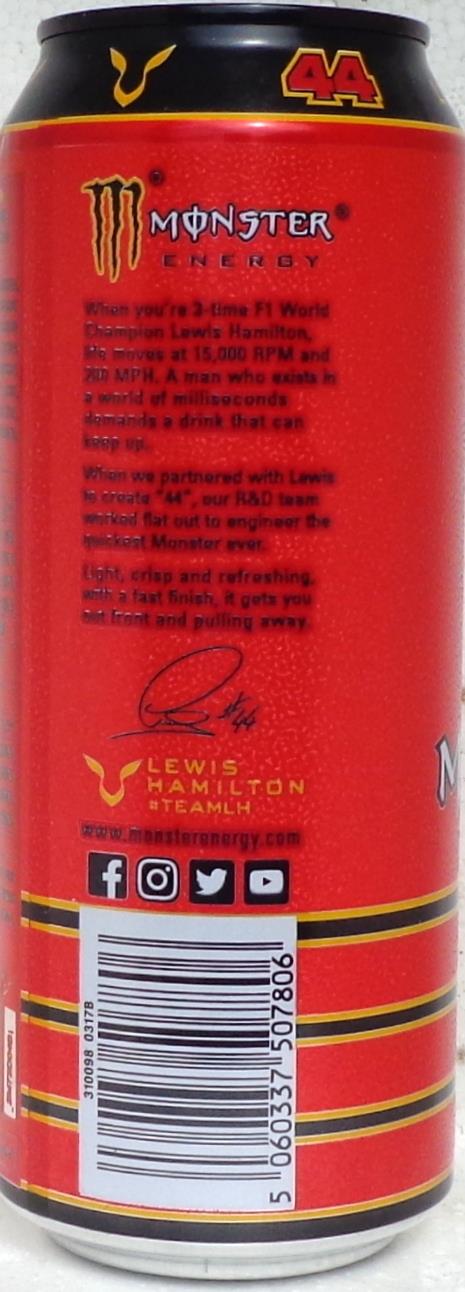 44
MONSTER
ENERGY
When you're 3-time F1 World
Champion Lewis Hamilton,
life moves at 15,000 RPM and
200 MPH. A man who exists in
a world of milliseconds
demands a drink that can
keep up.
When we partnered with Lewis
to create "44", our R&D team
worked flat out to engineer the
quickest Monster ever.
Light, crisp and refreshing,
with a fast finish, it gets you
out front and pulling away.
#44
LEWIS
HAMILTON
#TEAMLH
www.monsterenergy.com
310098 0317B
5 060337 507806
M